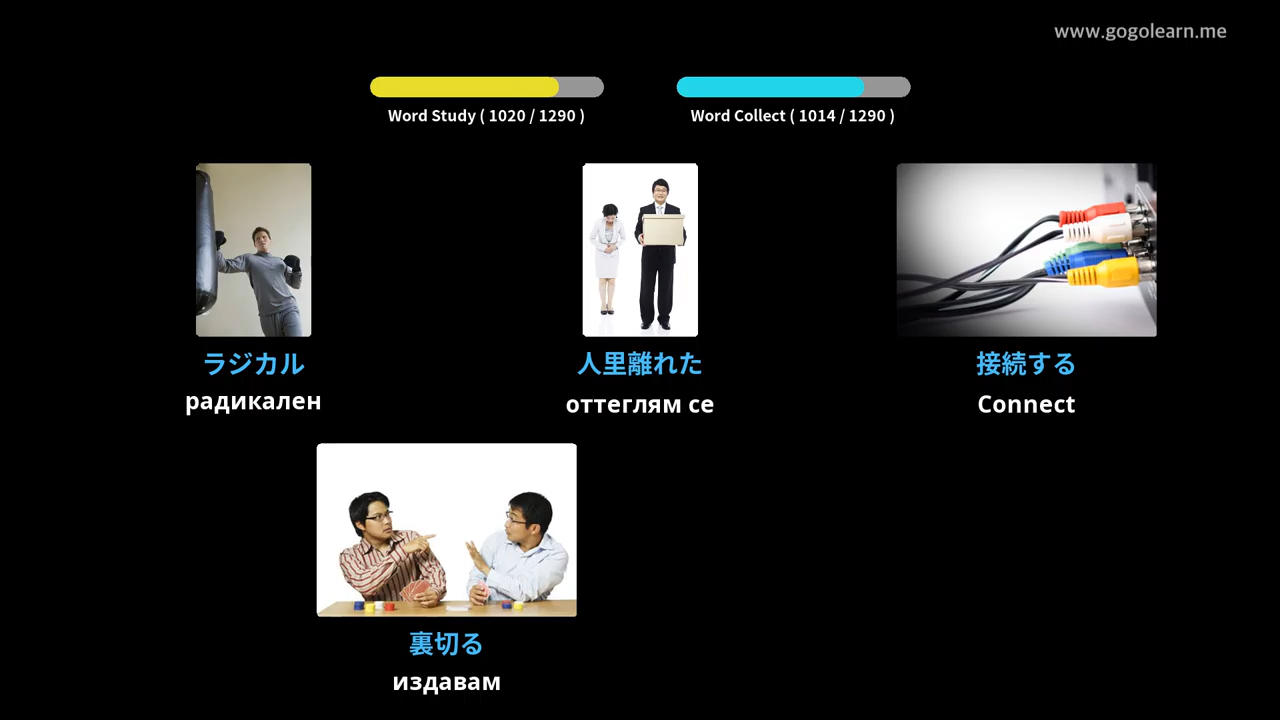 www.gogolearn.me
Word Study ( 1020 / 1290 )
Word Collect ( 1014 / 1290 )
ラジカル
радикален
人里離れた
оттеглям се
接続する
Connect
裏切る
издавам